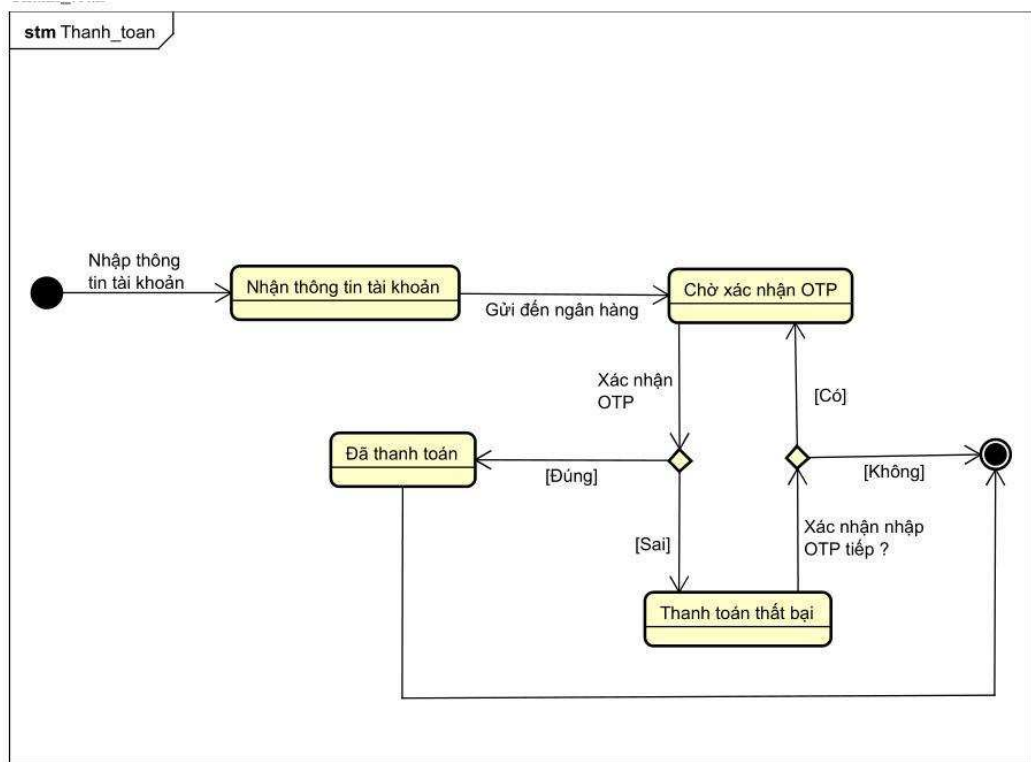 stm Thanh_toan
Nhập thông
tin tài khoản
Nhận thông tin tài khoản
Gửi đến ngân hàng
Chờ xác nhận OTP
Xác nhận
OTP
[Có]
Đã thanh toán
[Đúng]
[Không]
[Sai]
Xác nhận nhập
OTP tiếp ?
Thanh toán thất bại